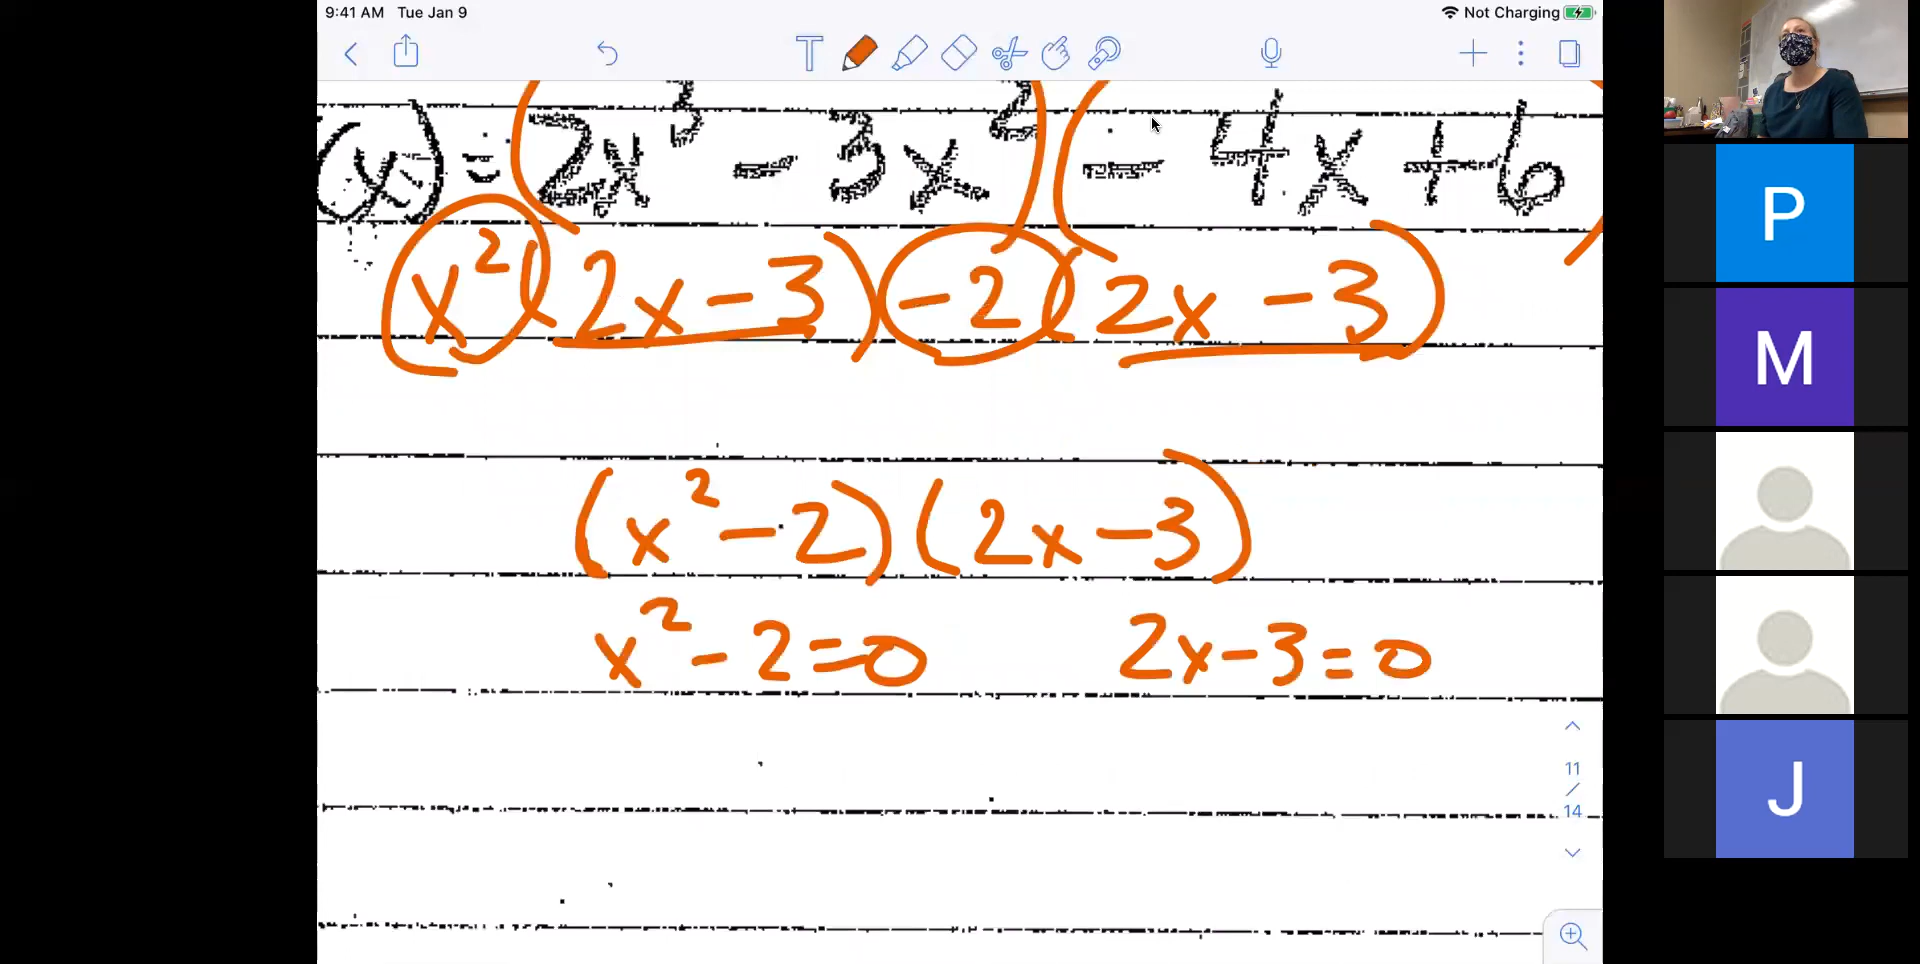 9:41 AM Tue Jan 9 Not Charging
(x) = (2x³ - 3x²) (- 4x + 6
x² (2x - 3) - 2 (2x - 3)
(x² - 2) (2x - 3)
x² - 2 = 0 2x - 3 = 0
11
/
14
P
M
J